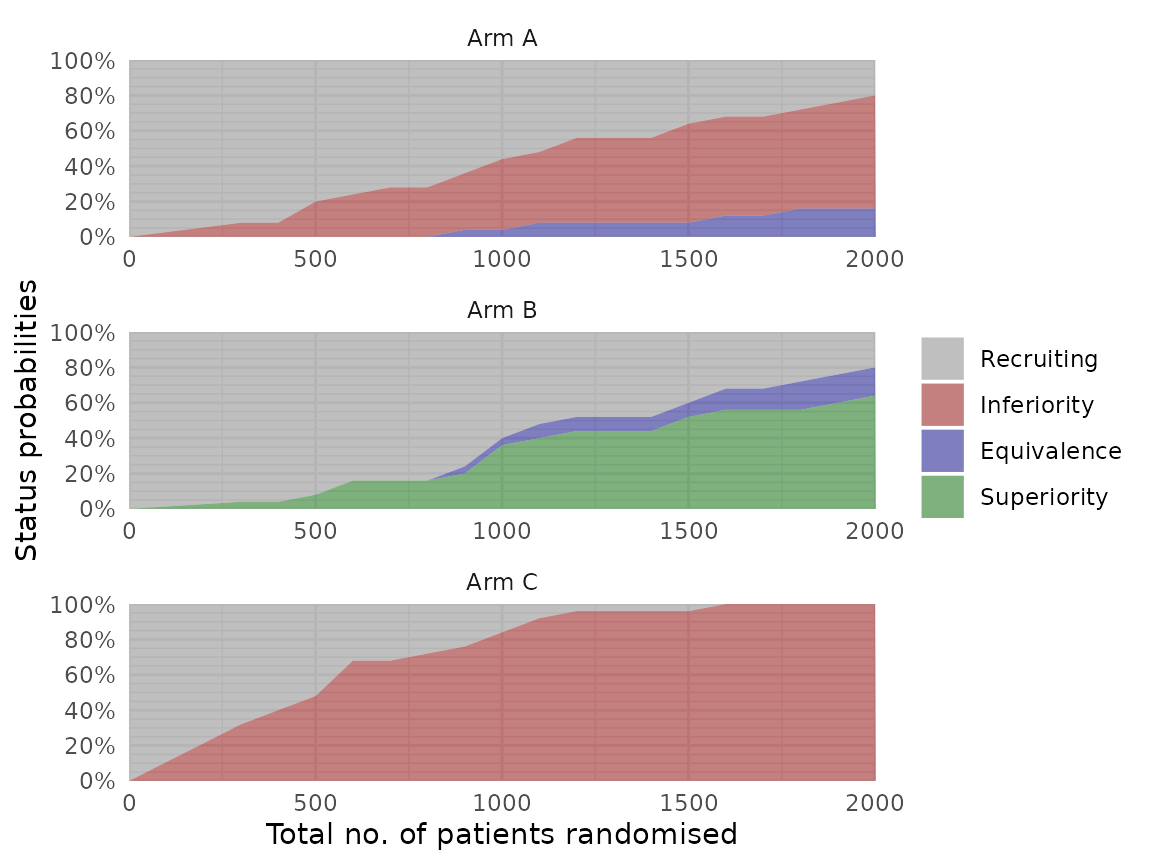 Arm A
100%
80%
60%
40%
20%
0%
0 500 1000 1500 2000
Arm B
100%
80%
60%
40%
20%
0%
0 500 1000 1500 2000
Arm C
100%
80%
60%
40%
20%
0%
0 500 1000 1500 2000
Total no. of patients randomised
Status probabilities
Recruiting
Inferiority
Equivalence
Superiority